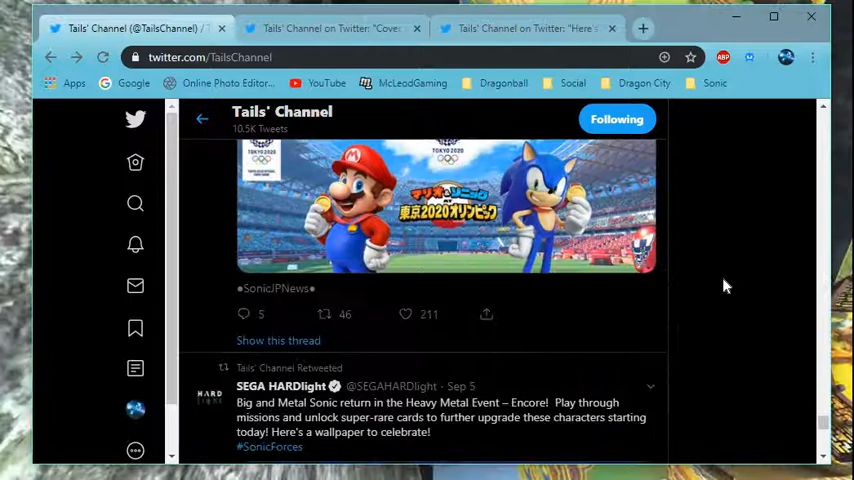 Tails' Channel (@TailsChannel) / T
Tails' Channel on Twitter: "Cove
Tails' Channel on Twitter: "Here's
twitter.com/TailsChannel
ABP
Apps
Google
Online Photo Editor...
YouTube
McLeodGaming
Dragonball
Social
Dragon City
Sonic
Tails' Channel
10.5K Tweets
Following
TOKYO 2020
TOKYO 2020
マリオ&ソニック
東京2020オリンピック
●SonicJPNews●
5
46
211
Show this thread
Tails' Channel Retweeted
HARD
light
SEGA HARDlight @SEGAHARDlight · Sep 5
Big and Metal Sonic return in the Heavy Metal Event – Encore! Play through
missions and unlock super-rare cards to further upgrade these characters starting
today! Here's a wallpaper to celebrate!
#SonicForces